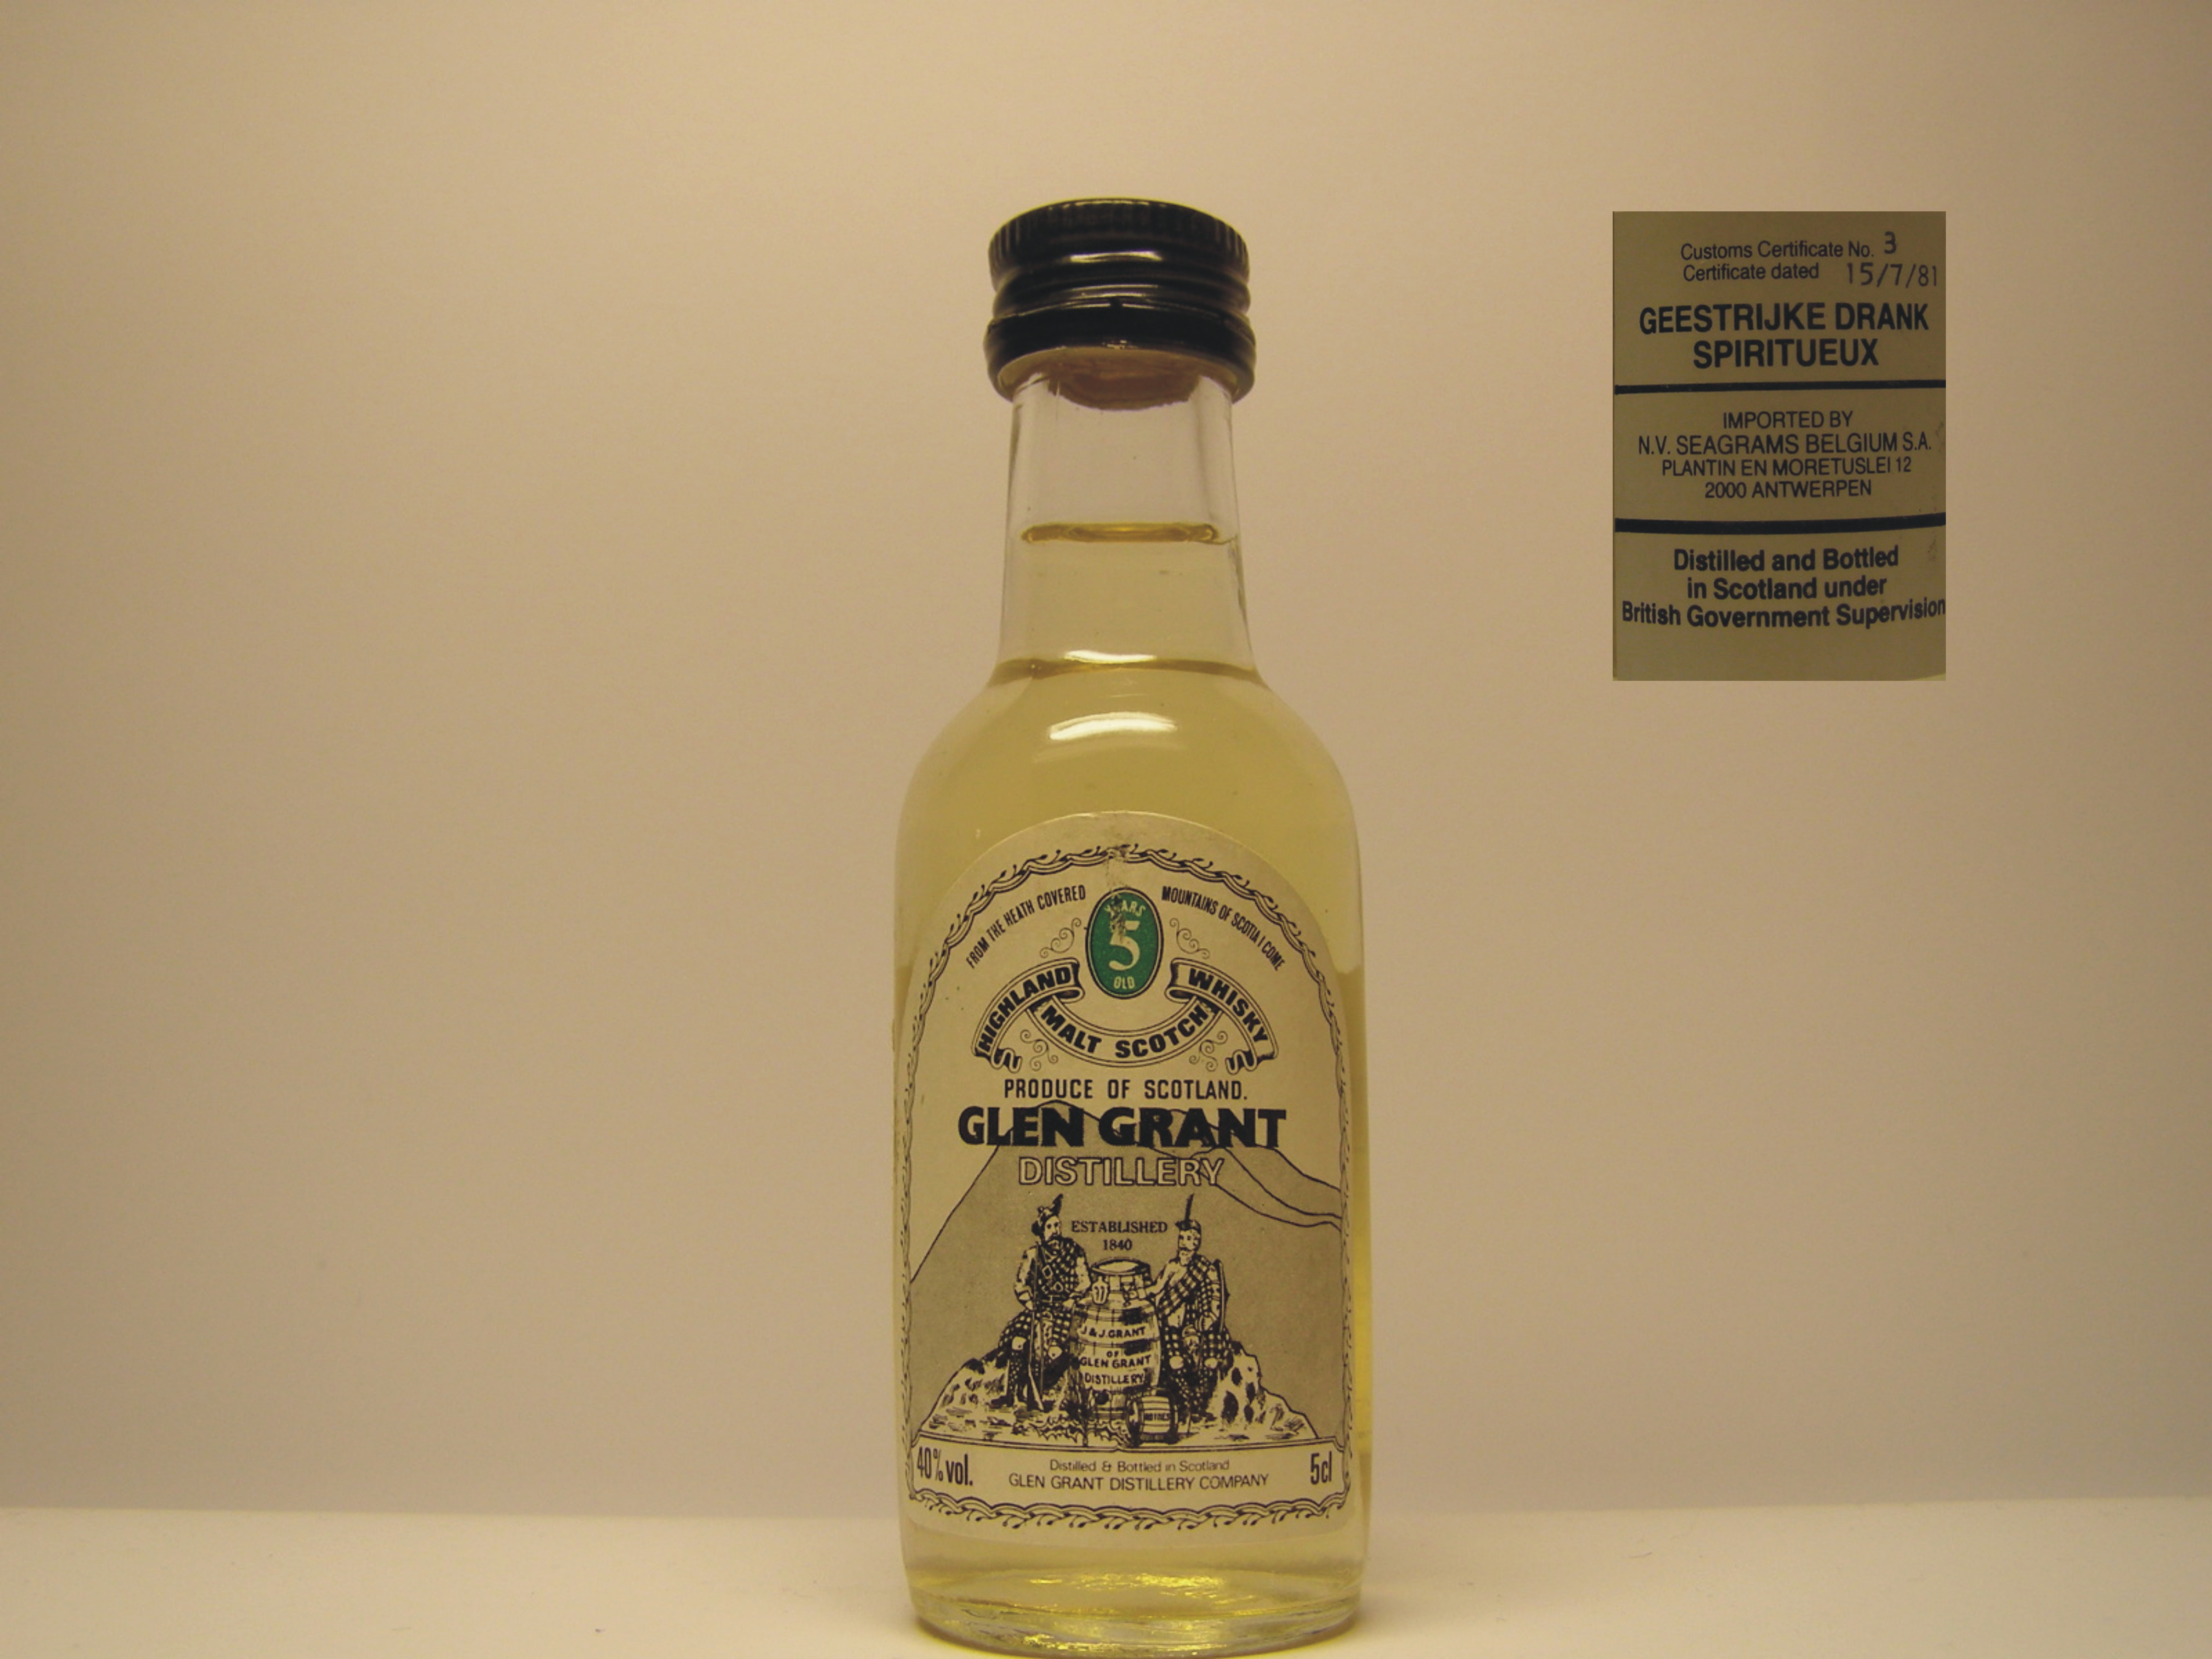 FROM THE HEATH COVERED MOUNTAINS OF SCOTIA I COME
YEARS
5
OLD
HIGHLAND MALT SCOTCH WHISKY
PRODUCE OF SCOTLAND.
GLEN GRANT
DISTILLERY
ESTABLISHED
1840
J & J. GRANT
OF
GLEN GRANT
DISTILLERY
ROTHES
40% vol.
Distilled & Bottled in Scotland
GLEN GRANT DISTILLERY COMPANY
5cl
Customs Certificate No. 3
Certificate dated 15/7/81
GEESTRIJKE DRANK
SPIRITUEUX
IMPORTED BY
N.V. SEAGRAMS BELGIUM S.A.
PLANTIN EN MORETUSLEI 12
2000 ANTWERPEN
Distilled and Bottled
in Scotland under
British Government Supervision